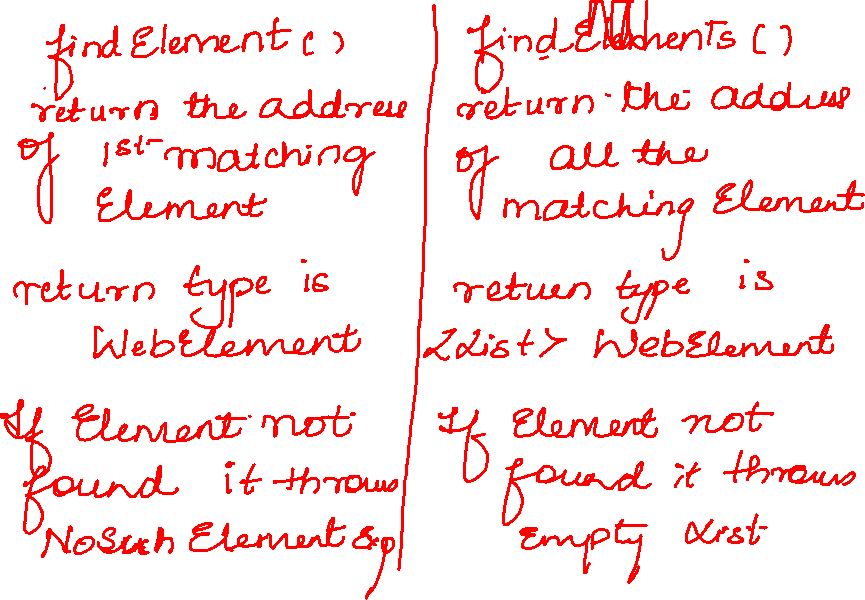 findElement()
return the address
of 1st matching
Element
return type is
WebElement
If Element not
found it throws
NoSuch Element Exp
findElements()
return the address
of all the
matching Element
return type is
<List> WebElement
If Element not
found it throws
Empty List